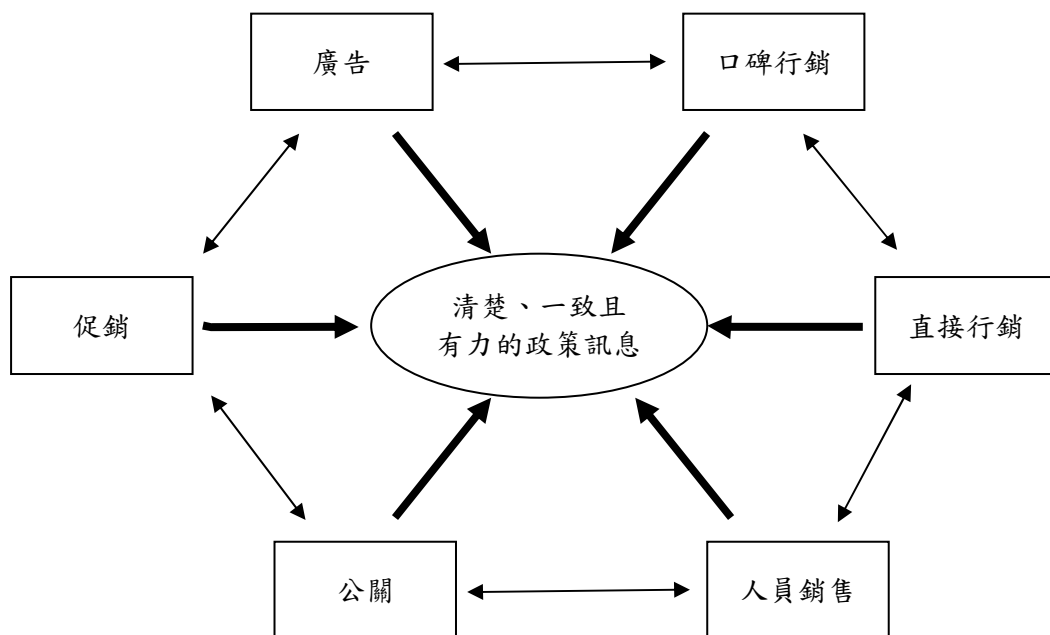 廣告
口碑行銷
促銷
清楚、一致且
有力的政策訊息
直接行銷
公關
人員銷售